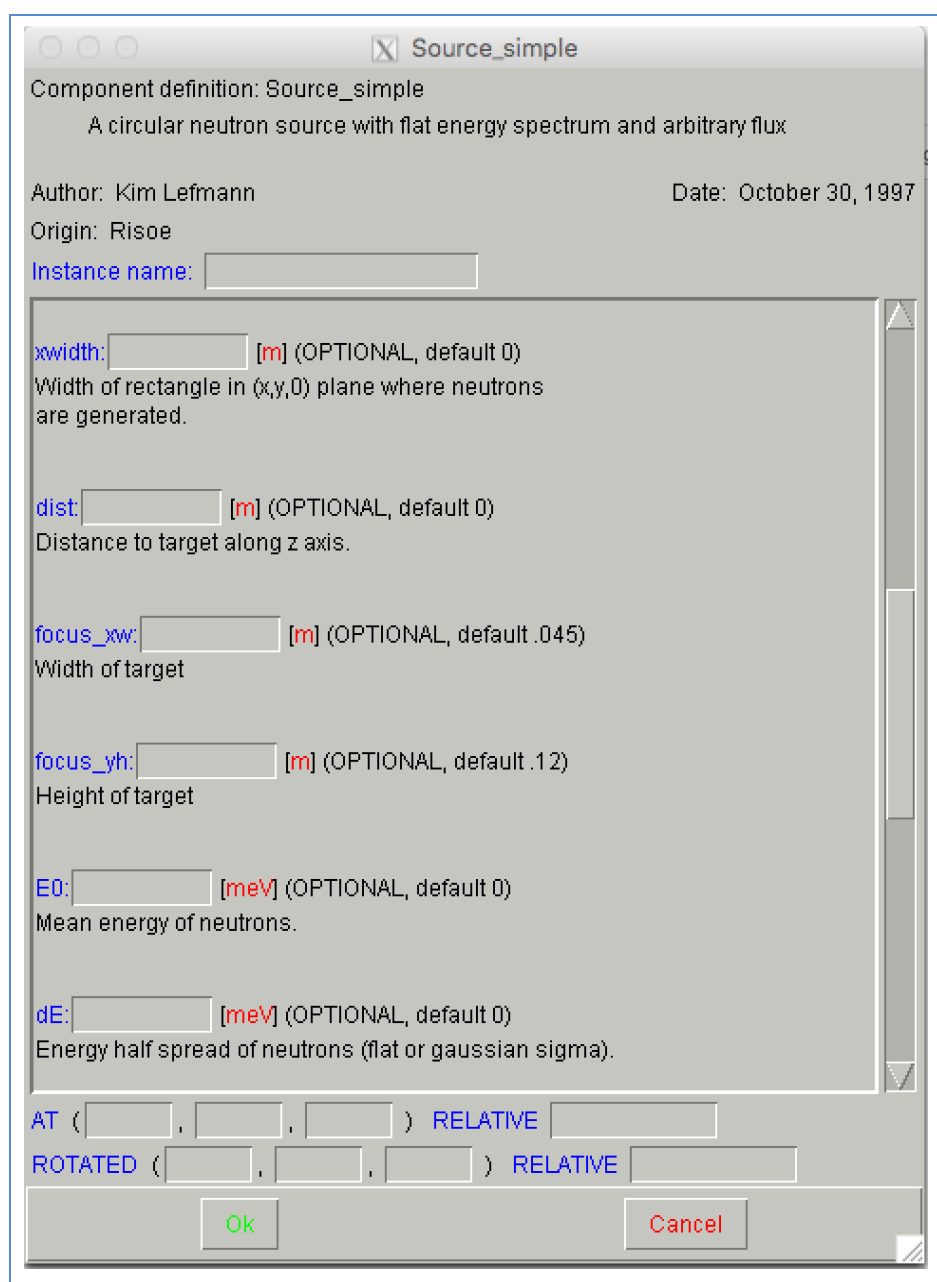 Source_simple
Component definition: Source_simple
A circular neutron source with flat energy spectrum and arbitrary flux
Author: Kim Lefmann Date: October 30, 1997
Origin: Risoe
Instance name:
xwidth: [m] (OPTIONAL, default 0)
Width of rectangle in (x,y,0) plane where neutrons
are generated.
dist: [m] (OPTIONAL, default 0)
Distance to target along z axis.
focus_xw: [m] (OPTIONAL, default .045)
Width of target
focus_yh: [m] (OPTIONAL, default .12)
Height of target
E0: [meV] (OPTIONAL, default 0)
Mean energy of neutrons.
dE: [meV] (OPTIONAL, default 0)
Energy half spread of neutrons (flat or gaussian sigma).
AT ( , , ) RELATIVE
ROTATED ( , , ) RELATIVE
Ok Cancel